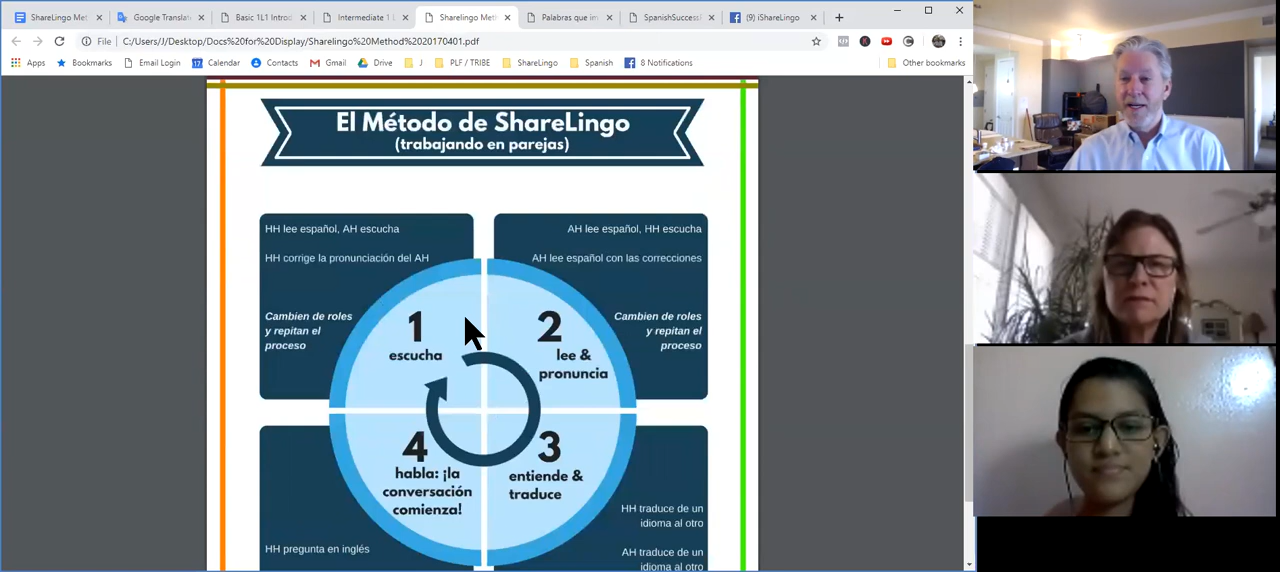 ShareLingo Met
Google Translat
Basic 1L1 Introd
Intermediate 1 L
Sharelingo Met
Palabras que im
SpanishSuccess
(9) iShareLingo
File
C:/Users/J/Desktop/Docs%20for%20Display/Sharelingo%20Method%2020170401.pdf
Apps
Bookmarks
Email Login
17
Calendar
Contacts
Gmail
Drive
J
PLF / TRIBE
ShareLingo
Spanish
8 Notifications
Other bookmarks
El Método de ShareLingo
(trabajando en parejas)
HH lee español, AH escucha
HH corrige la pronunciación del AH
Cambien de roles
y repitan el
proceso
AH lee español, HH escucha
AH lee español con las correcciones
Cambien de roles
y repitan el
proceso
1
escucha
2
lee &
pronuncia
3
entiende &
traduce
4
habla: ¡la
conversación
comienza!
HH traduce de un
idioma al otro
AH traduce de un
idioma al otro
HH pregunta en inglés